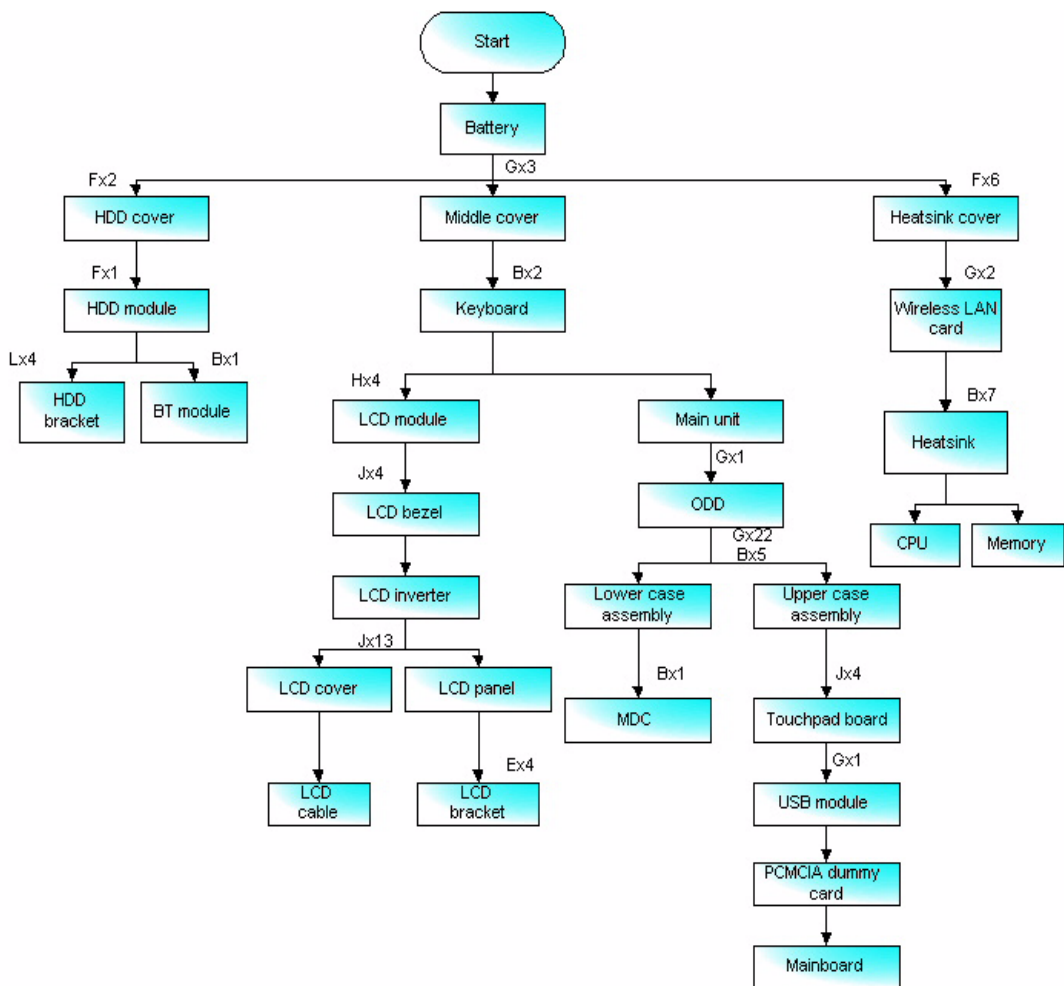 Start
Battery
Gx3
Fx2
Fx6
HDD cover
Middle cover
Heatsink cover
Fx1
Bx2
Gx2
HDD module
Keyboard
Wireless LAN
card
Lx4
Bx1
Hx4
Bx7
HDD
bracket
BT module
LCD module
Main unit
Heatsink
Gx1
Jx4
LCD bezel
ODD
Gx22
Bx5
CPU
Memory
LCD inverter
Lower case
assembly
Upper case
assembly
Jx13
Bx1
Jx4
LCD cover
LCD panel
MDC
Touchpad board
Ex4
Gx1
LCD
cable
LCD
bracket
USB module
PCMCIA dummy
card
Mainboard